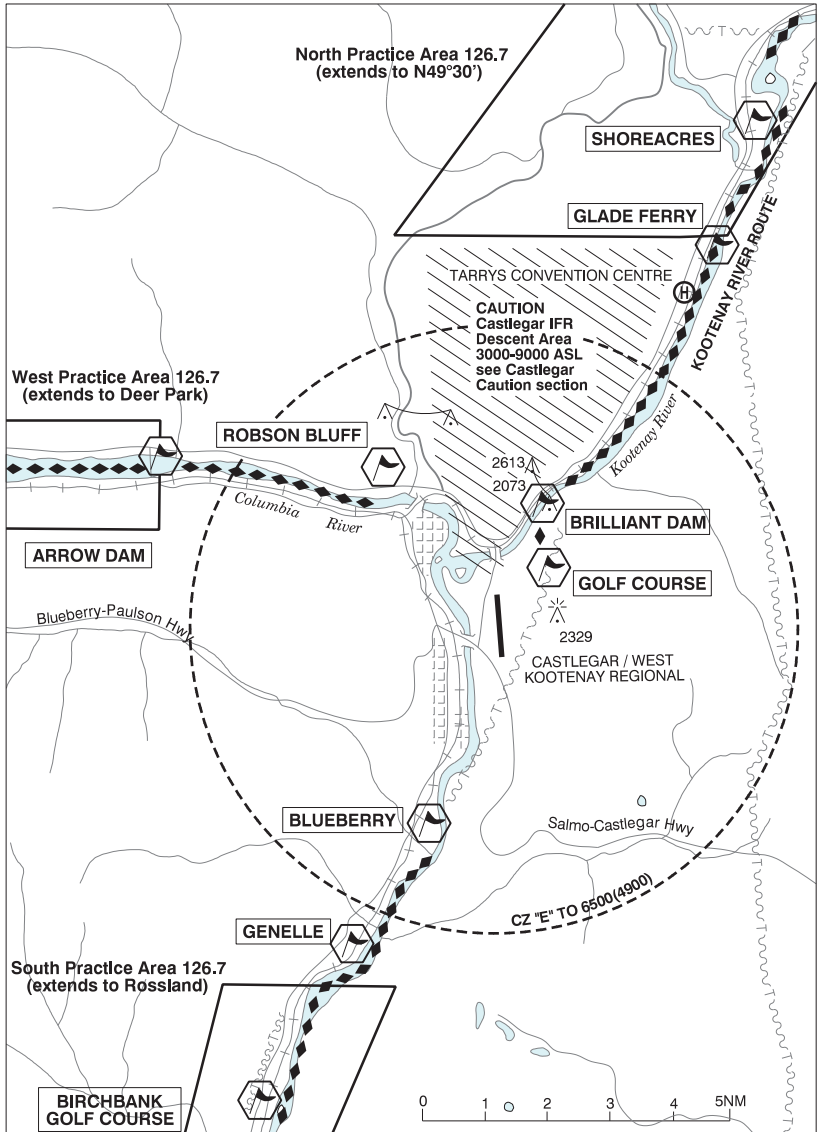 North Practice Area 126.7
(extends to N49°30')
SHOREACRES
GLADE FERRY
KOOTENAY RIVER ROUTE
TARRYS CONVENTION CENTRE
H
CAUTION
Castlegar IFR
Descent Area
3000-9000 ASL
see Castlegar
Caution section
West Practice Area 126.7
(extends to Deer Park)
ROBSON BLUFF
2613
2073
Kootenay River
Columbia River
BRILLIANT DAM
ARROW DAM
GOLF COURSE
Blueberry-Paulson Hwy
2329
CASTLEGAR / WEST
KOOTENAY REGIONAL
BLUEBERRY
Salmo-Castlegar Hwy
CZ "E" TO 6500(4900)
GENELLE
South Practice Area 126.7
(extends to Rossland)
BIRCHBANK
GOLF COURSE
0 1 2 3 4 5NM